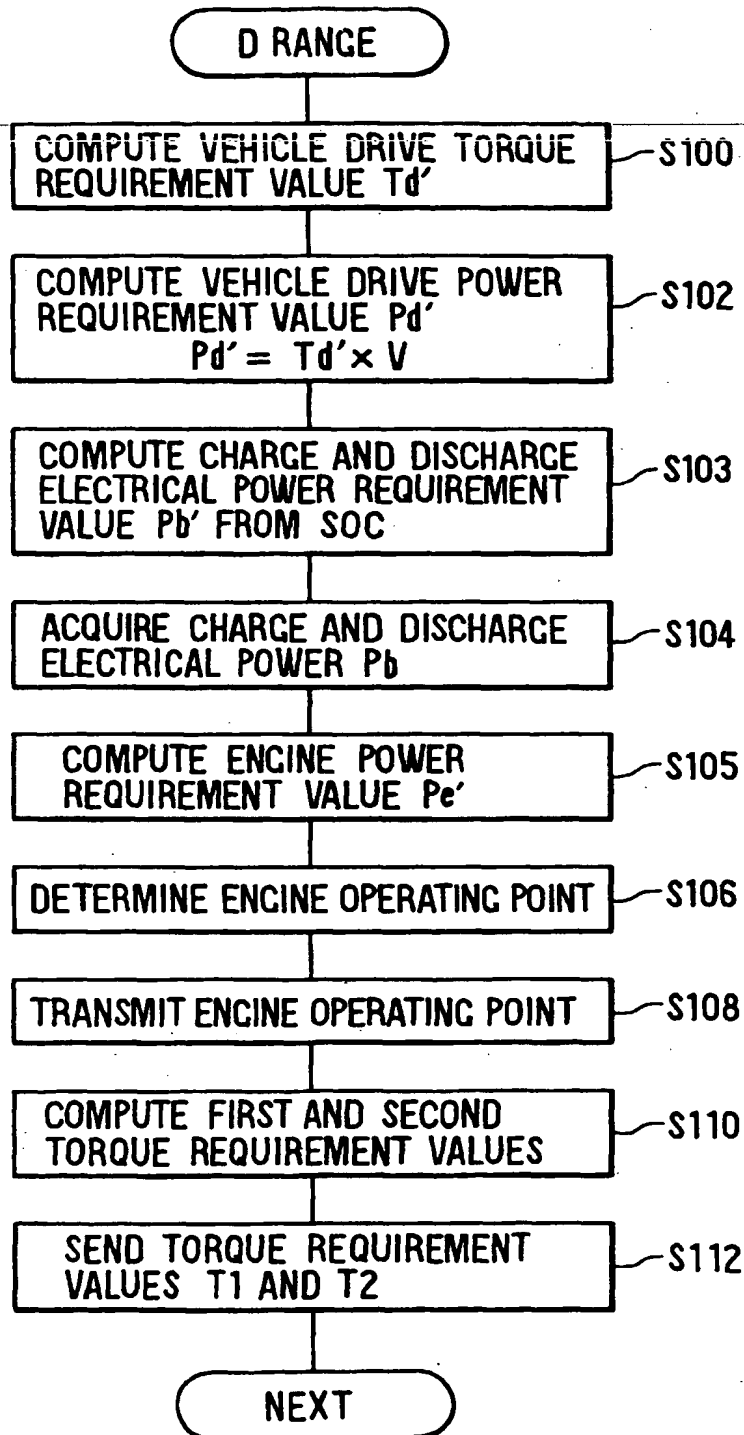 D RANGE
COMPUTE VEHICLE DRIVE TORQUE
REQUIREMENT VALUE Td′
S100
COMPUTE VEHICLE DRIVE POWER
REQUIREMENT VALUE Pd′
Pd′ = Td′ × V
S102
COMPUTE CHARGE AND DISCHARGE
ELECTRICAL POWER REQUIREMENT
VALUE Pb′ FROM SOC
S103
ACQUIRE CHARGE AND DISCHARGE
ELECTRICAL POWER Pb
S104
COMPUTE ENGINE POWER
REQUIREMENT VALUE Pe′
S105
DETERMINE ENGINE OPERATING POINT
S106
TRANSMIT ENGINE OPERATING POINT
S108
COMPUTE FIRST AND SECOND
TORQUE REQUIREMENT VALUES
S110
SEND TORQUE REQUIREMENT
VALUES T1 AND T2
S112
NEXT